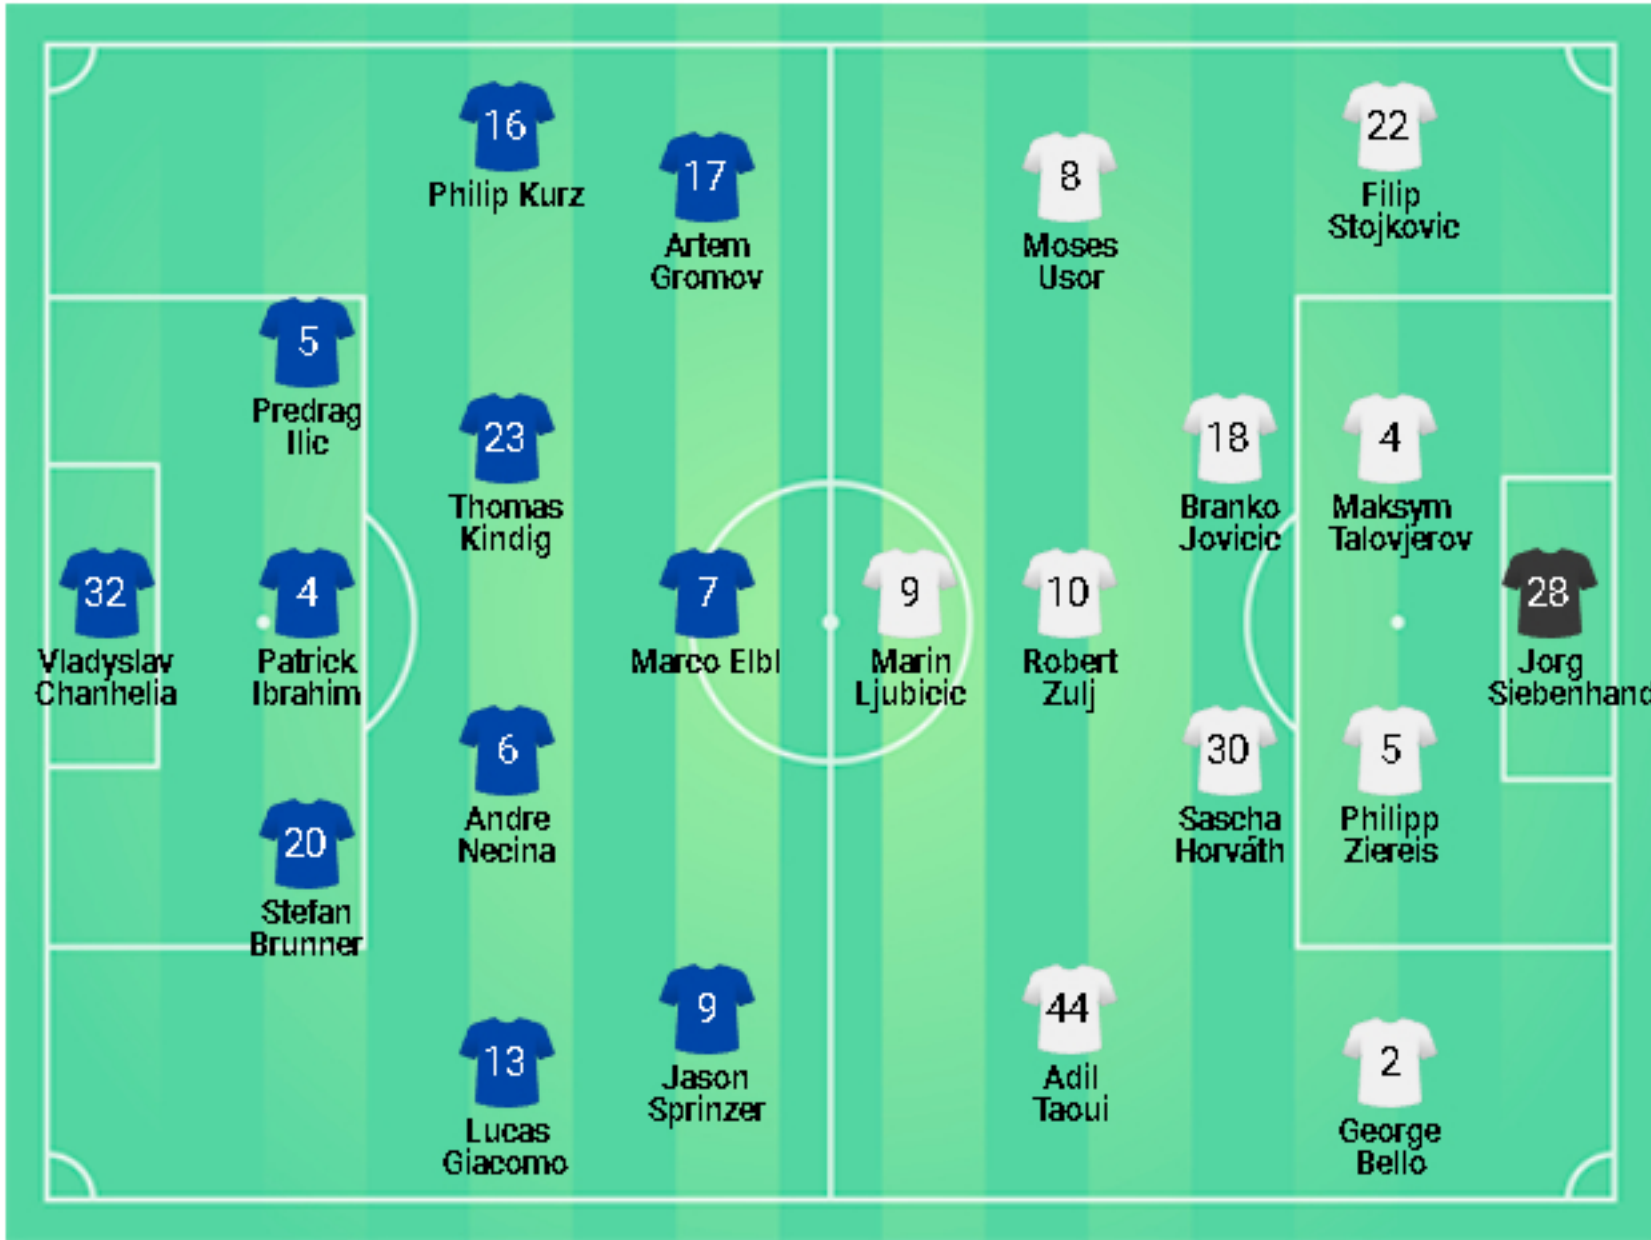 16
Philip Kurz
17
Artem
Gromov
8
Moses
Usor
22
Filip
Stojkovic
5
Predrag
Ilic
23
Thomas
Kindig
18
Branko
Jovicic
4
Maksym
Talovjerov
32
Vladyslav
Chanhelia
4
Patrick
Ibrahim
7
Marco Elbl
9
Marin
Ljubicic
10
Robert
Zulj
28
Jorg
Siebenhand
6
Andre
Necina
30
Sascha
Horváth
5
Philipp
Ziereis
20
Stefan
Brunner
13
Lucas
Giacomo
9
Jason
Sprinzer
44
Adil
Taoui
2
George
Bello